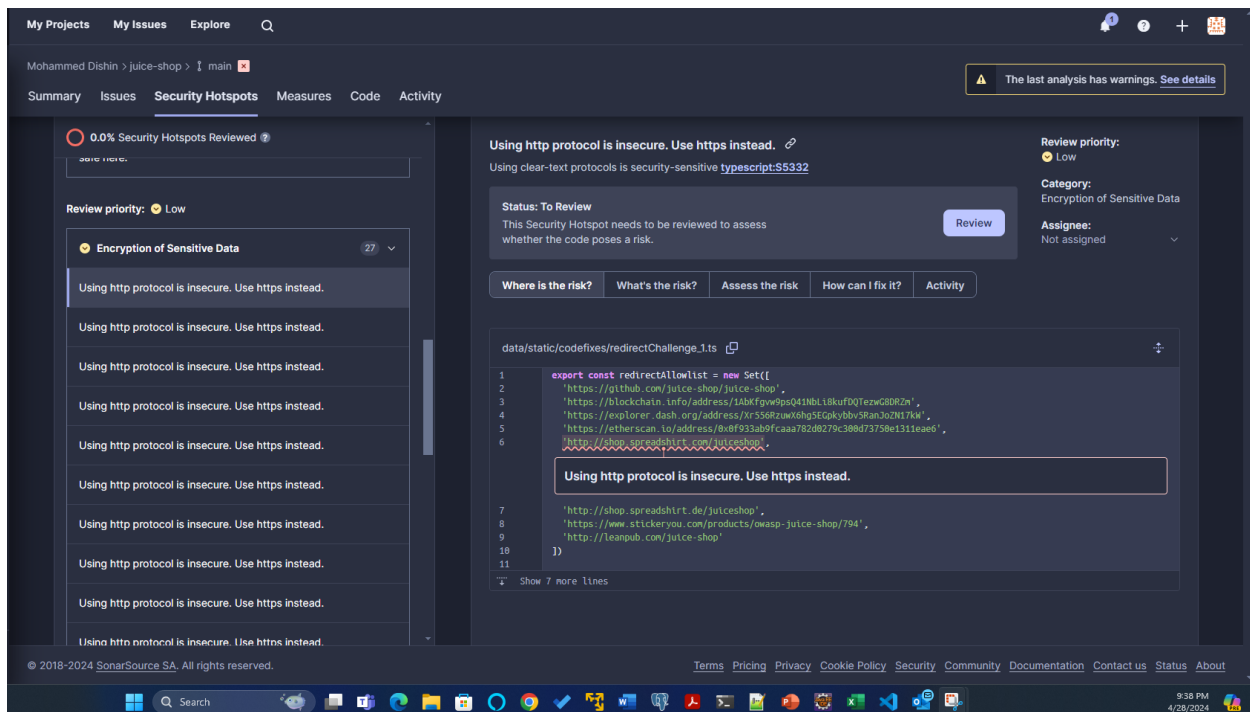 My Projects My Issues Explore
1
Mohammed Dishin > juice-shop > main
The last analysis has warnings. See details
Summary Issues Security Hotspots Measures Code Activity
0.0% Security Hotspots Reviewed ?
safe here.
Review priority: Low
Encryption of Sensitive Data 27
Using http protocol is insecure. Use https instead.
Using http protocol is insecure. Use https instead.
Using http protocol is insecure. Use https instead.
Using http protocol is insecure. Use https instead.
Using http protocol is insecure. Use https instead.
Using http protocol is insecure. Use https instead.
Using http protocol is insecure. Use https instead.
Using http protocol is insecure. Use https instead.
Using http protocol is insecure. Use https instead.
Using http protocol is insecure. Use https instead.
Using http protocol is insecure. Use https instead.
Using clear-text protocols is security-sensitive typescript:S5332
Status: To Review
This Security Hotspot needs to be reviewed to assess
whether the code poses a risk.
Review
Review priority:
Low
Category:
Encryption of Sensitive Data
Assignee:
Not assigned
Where is the risk? What's the risk? Assess the risk How can I fix it? Activity
data/static/codefixes/redirectChallenge_1.ts
1 export const redirectAllowlist = new Set([
2 'https://github.com/juice-shop/juice-shop',
3 'https://blockchain.info/address/1AbKfgvw9psQ41NbLi8kufDQTezwG8DRZm',
4 'https://explorer.dash.org/address/Xr556RzuwX6hg5EGpkybbv5RanJoZN17kW',
5 'https://etherscan.io/address/0x0f933ab9fcaaa782d0279c300d73750e1311eae6',
6 'http://shop.spreadshirt.com/juiceshop',
Using http protocol is insecure. Use https instead.
7 'http://shop.spreadshirt.de/juiceshop',
8 'https://www.stickeryou.com/products/owasp-juice-shop/794',
9 'http://leanpub.com/juice-shop'
10 ])
11
Show 7 more lines
© 2018-2024 SonarSource SA. All rights reserved.
Terms Pricing Privacy Cookie Policy Security Community Documentation Contact us Status About
Search
9:38 PM
4/28/2024